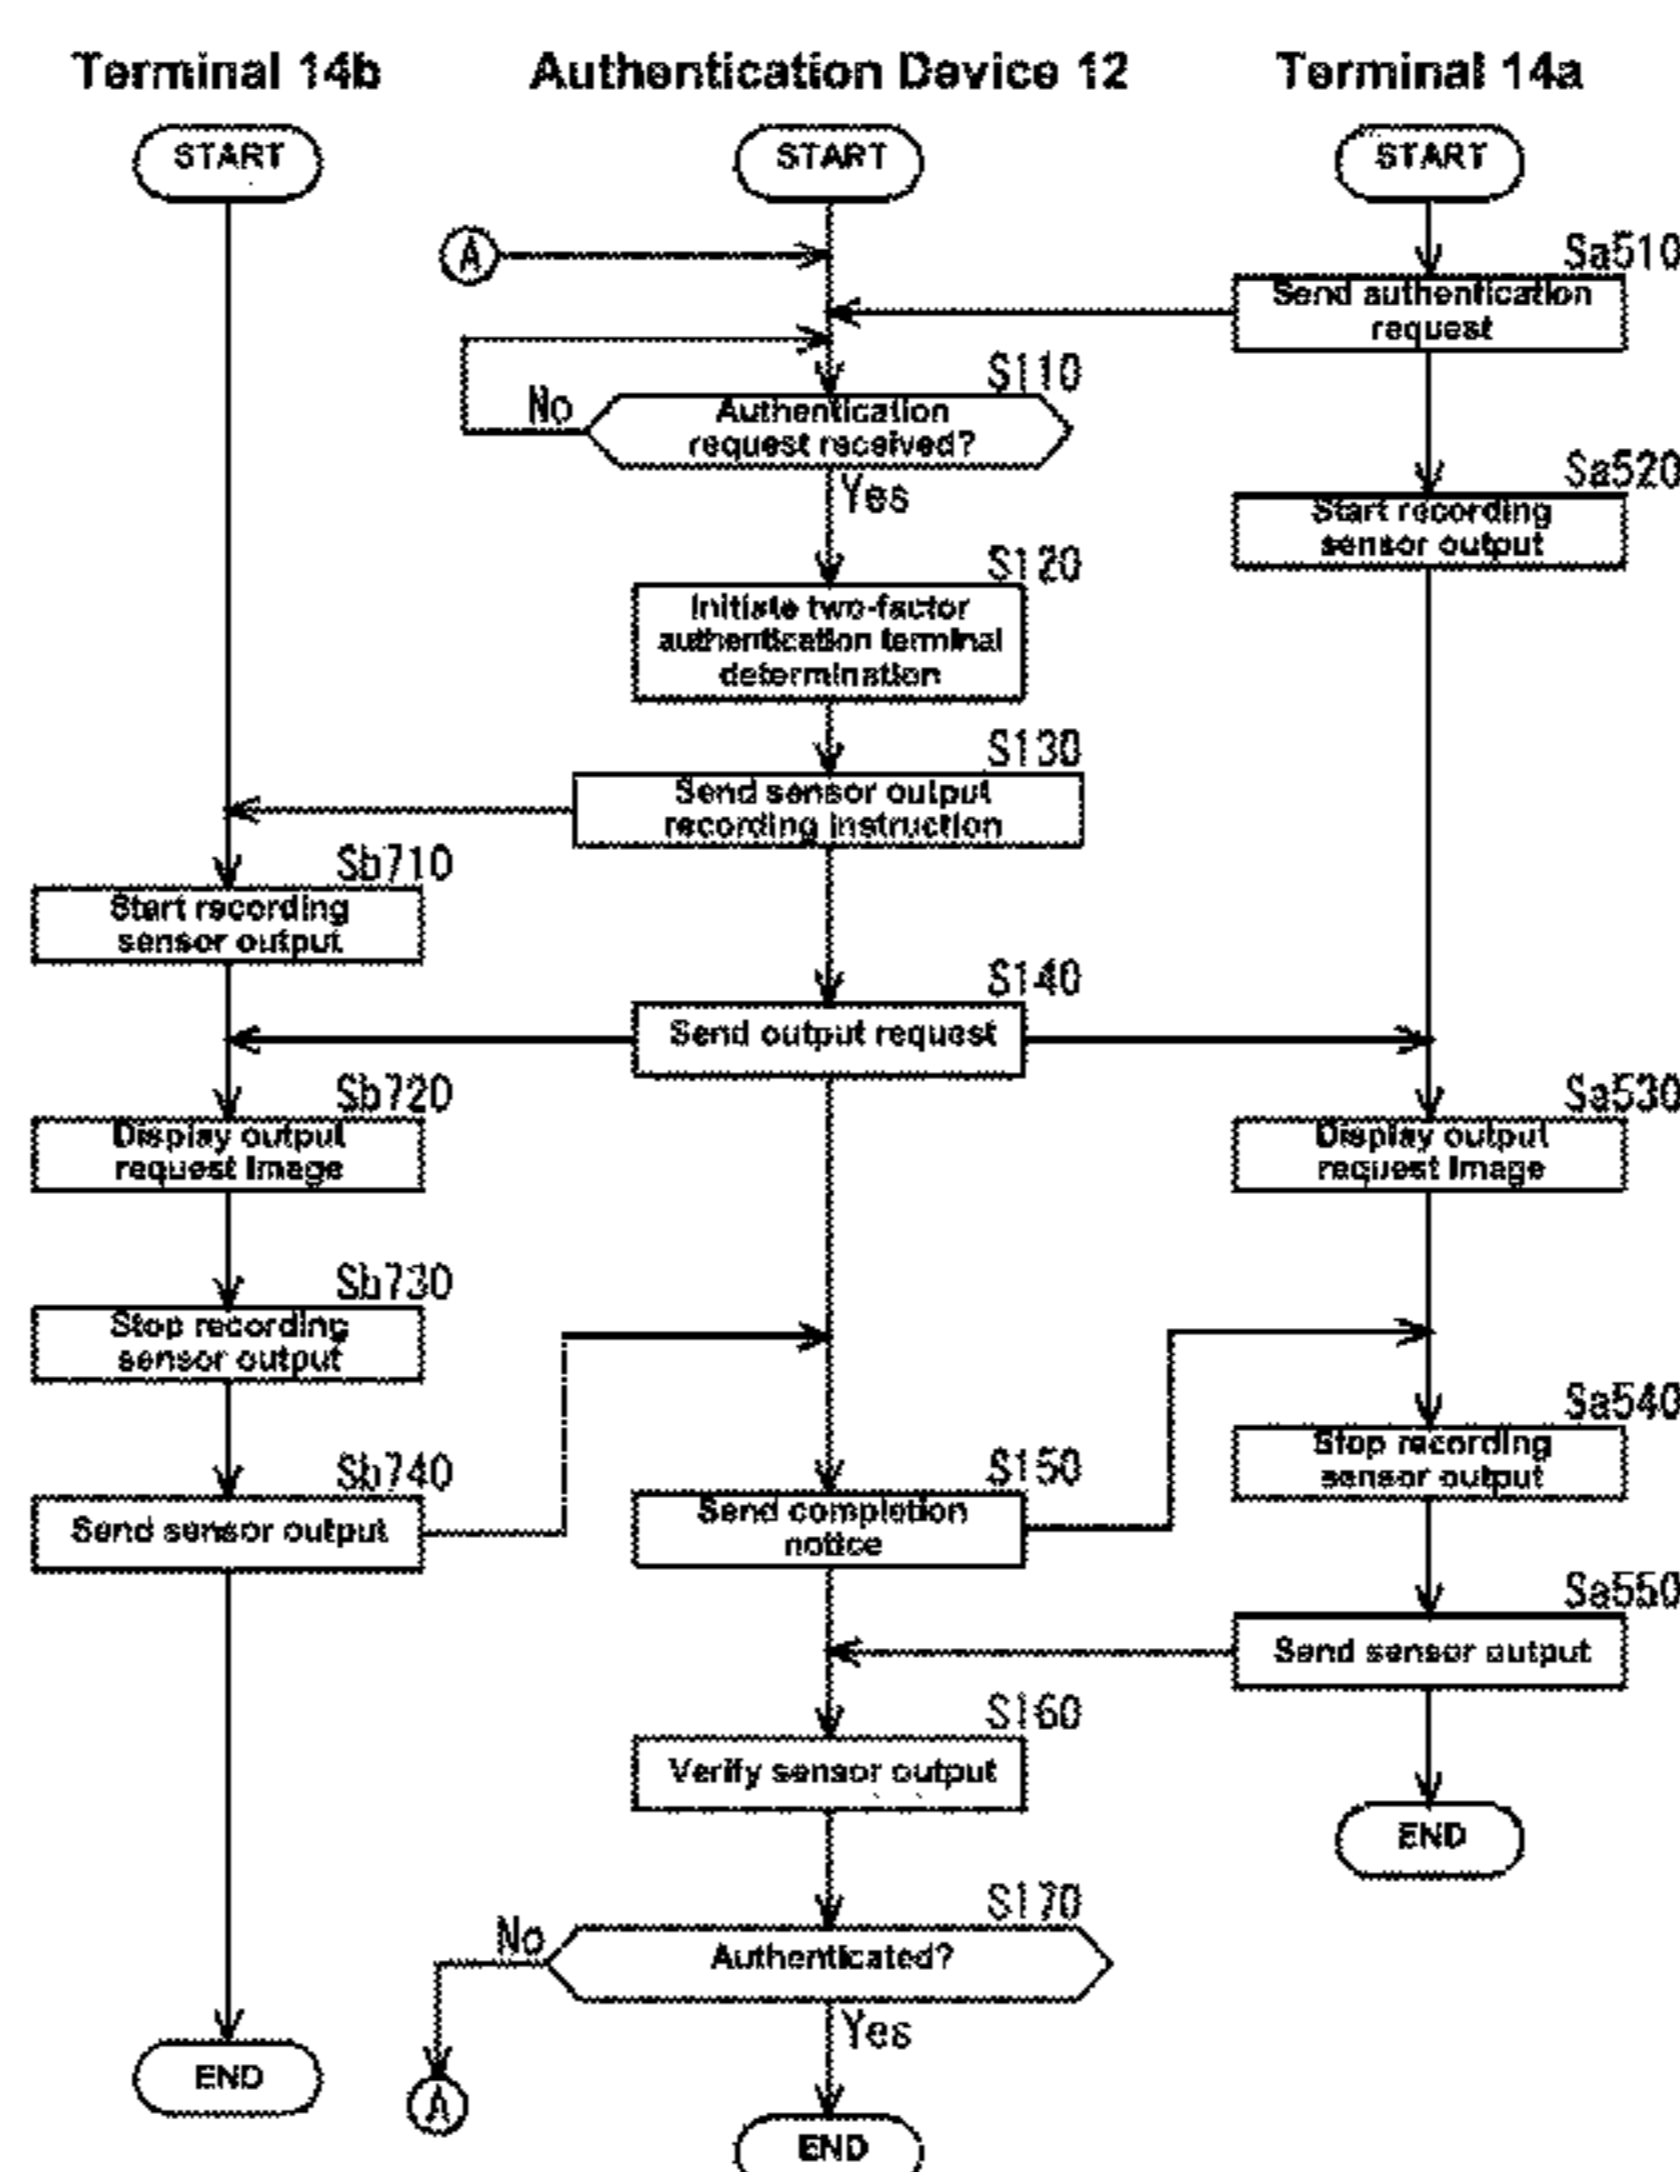 Terminal 14b
Authentication Device 12
Terminal 14a
START
START
START
A
Sa510
Send authentication
request
S110
No
Authentication
request received?
Yes
Sa520
Start recording
sensor output
S120
Initiate two-factor
authentication terminal
determination
S130
Send sensor output
recording instruction
Sb710
Start recording
sensor output
S140
Send output request
Sb720
Display output
request image
Sa530
Display output
request image
Sb730
Stop recording
sensor output
Sa540
Stop recording
sensor output
Sb740
Send sensor output
S150
Send completion
notice
Sa550
Send sensor output
S160
Verify sensor output
END
S170
No
Authenticated?
Yes
END
A
END